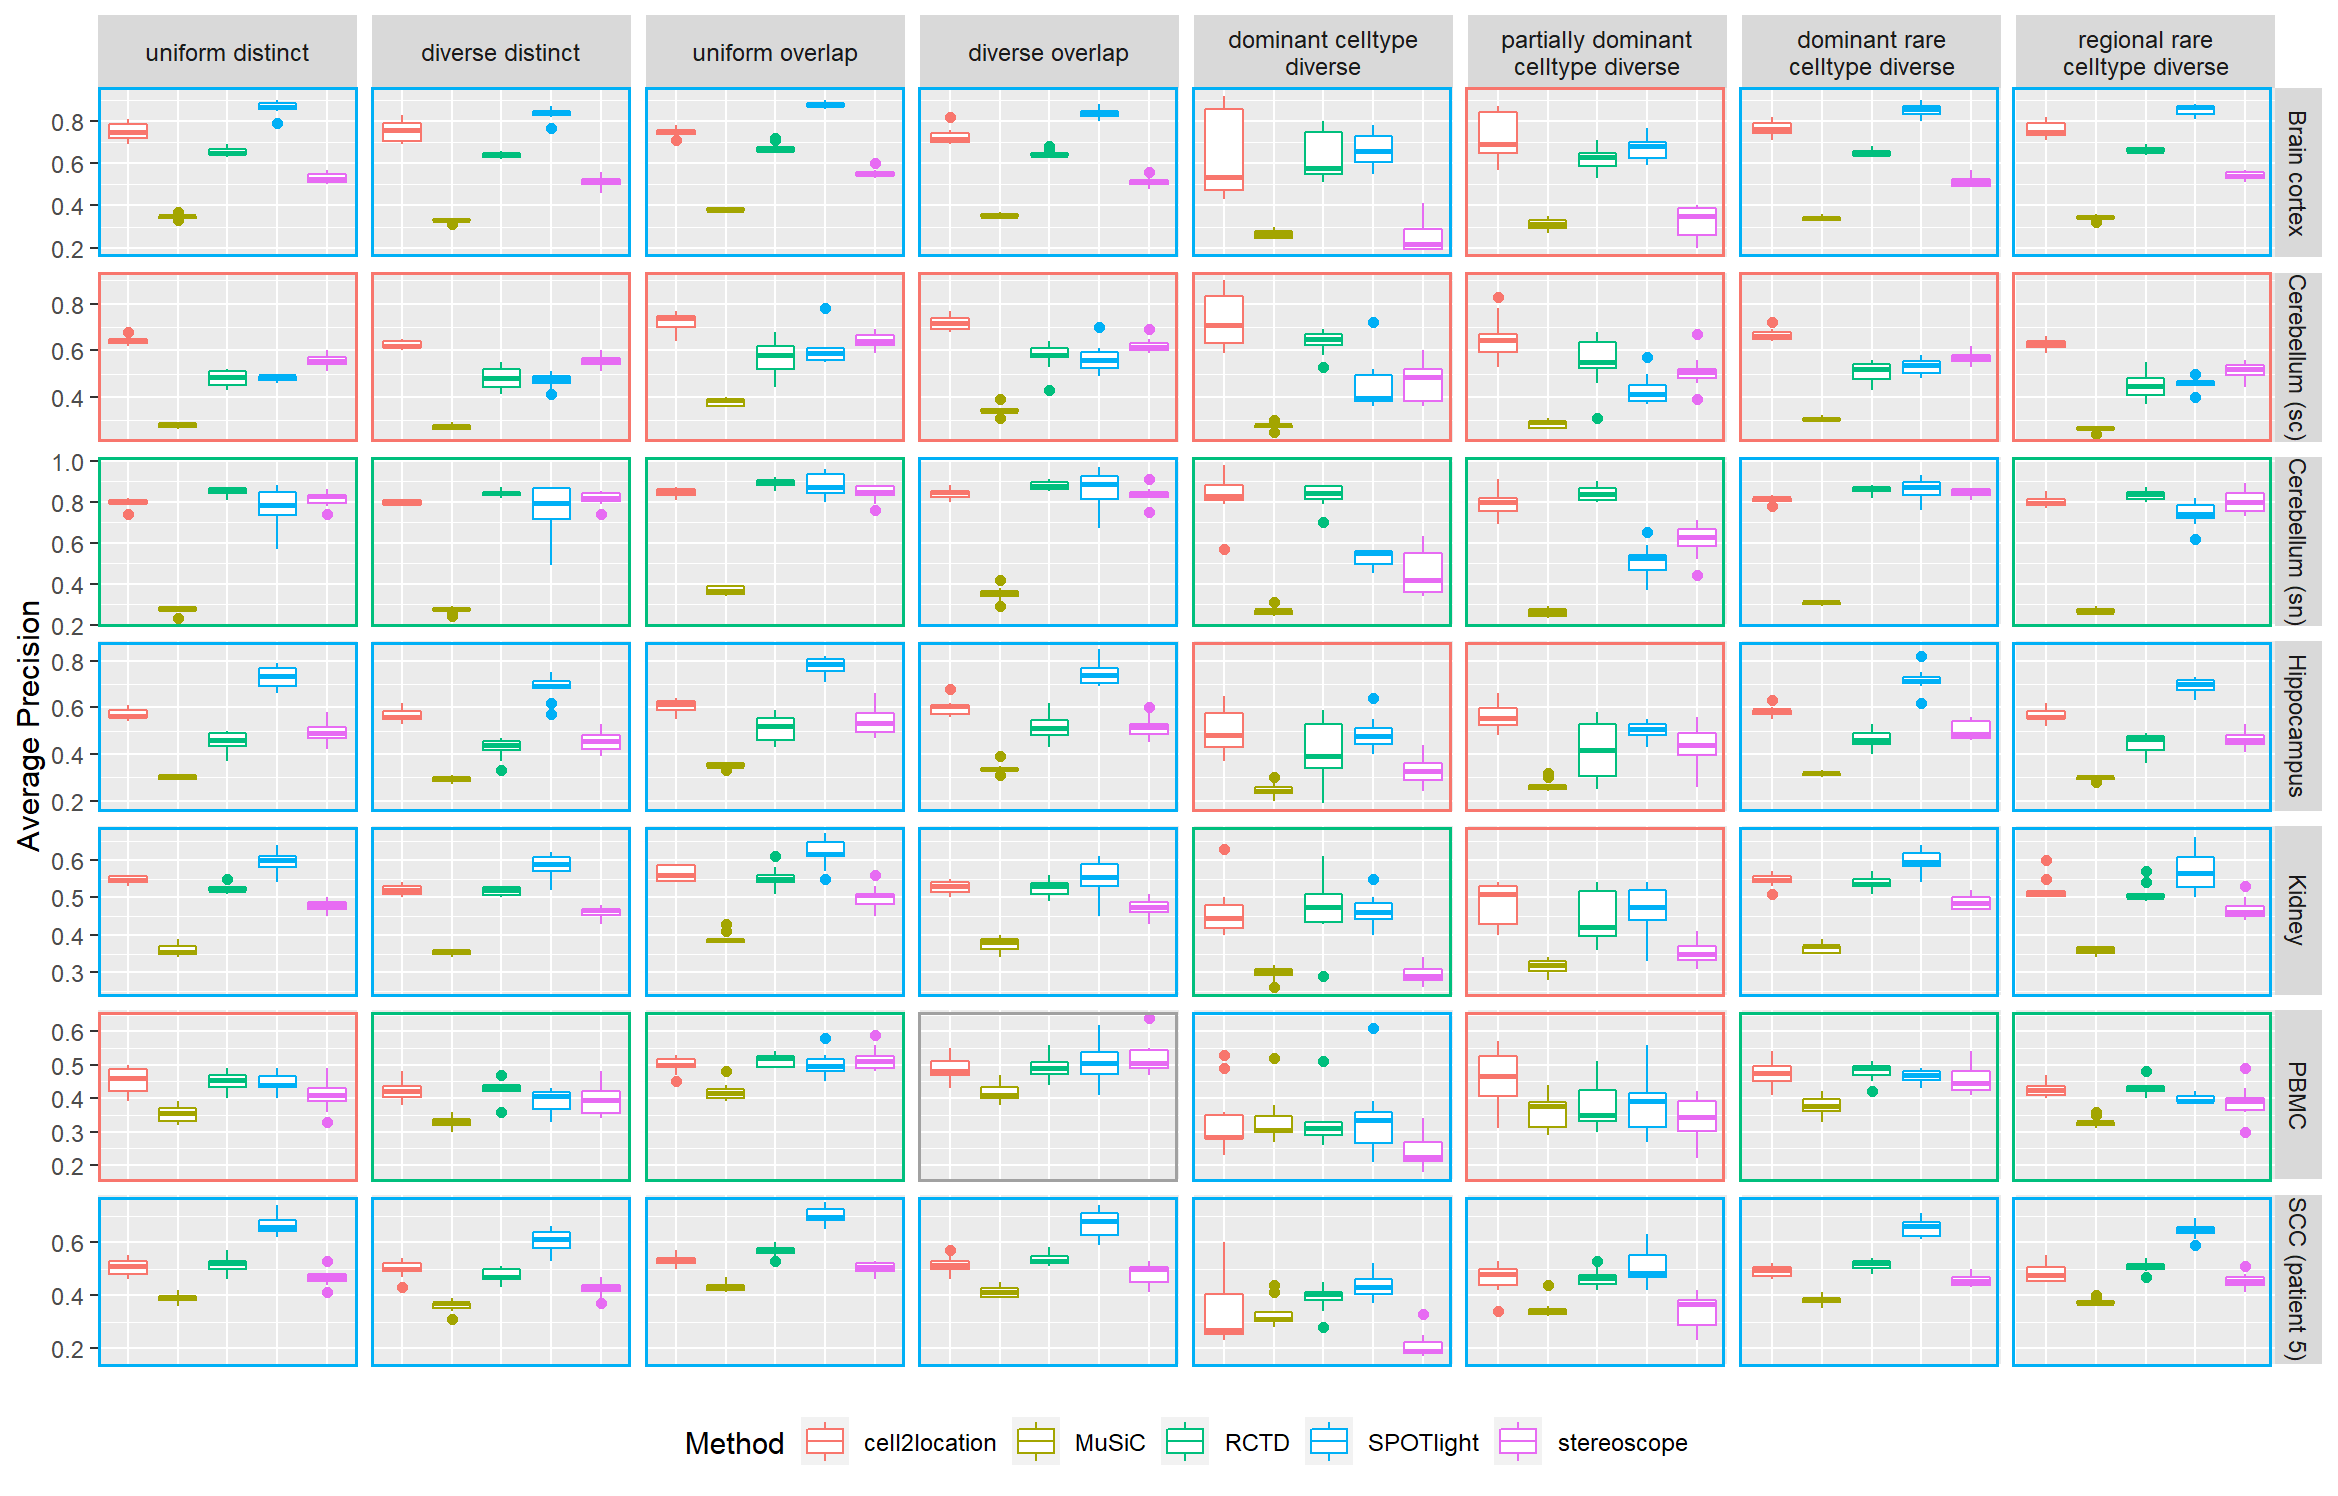 uniform distinct
diverse distinct
uniform overlap
diverse overlap
dominant celltype
diverse
partially dominant
celltype diverse
dominant rare
celltype diverse
regional rare
celltype diverse
Average Precision
0.8
0.6
0.4
0.2
Brain cortex
0.8
0.6
0.4
Cerebellum (sc)
1.0
0.8
0.6
0.4
0.2
Cerebellum (sn)
0.8
0.6
0.4
0.2
Hippocampus
0.6
0.5
0.4
0.3
Kidney
0.6
0.5
0.4
0.3
0.2
PBMC
0.6
0.4
0.2
SCC (patient 5)
Method cell2location MuSiC RCTD SPOTlight stereoscope